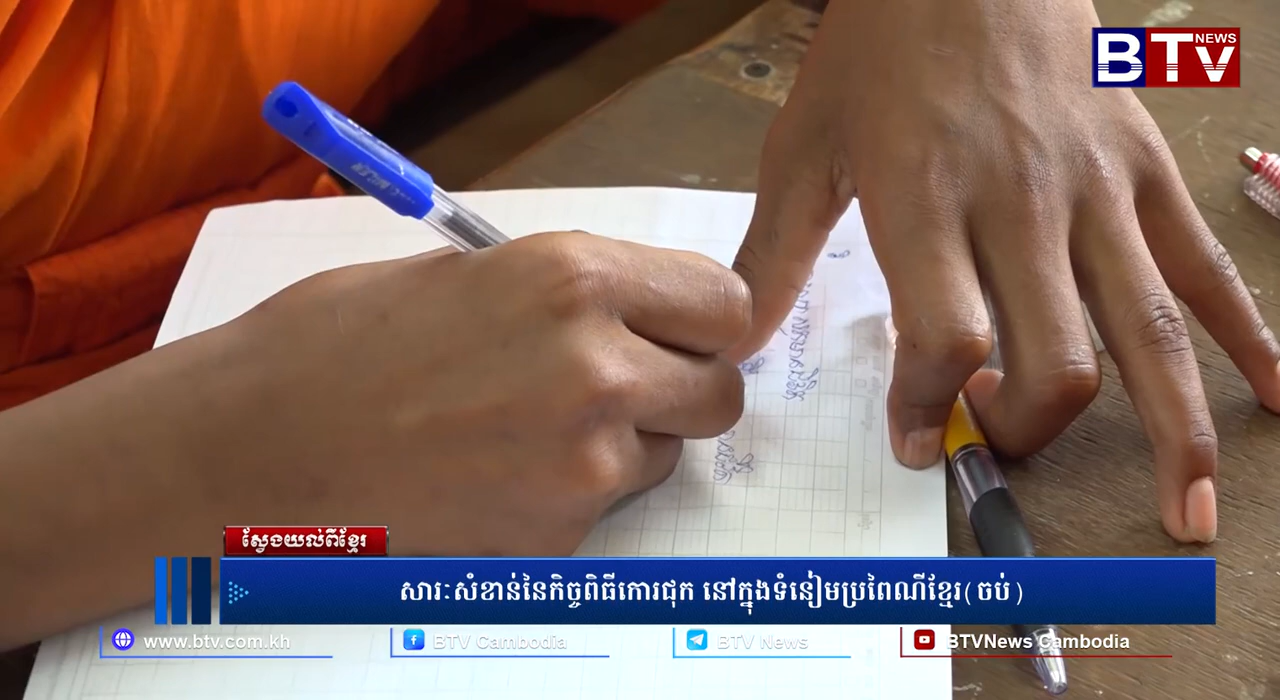 BTV NEWS
ស្វែងយល់ពីខ្មែរ
សារៈសំខាន់នៃកិច្ចពិធីកោរជុក នៅក្នុងទំនៀមប្រពៃណីខ្មែរ(ចប់)
www.btv.com.kh
BTV Cambodia
BTV News
BTVNews Cambodia